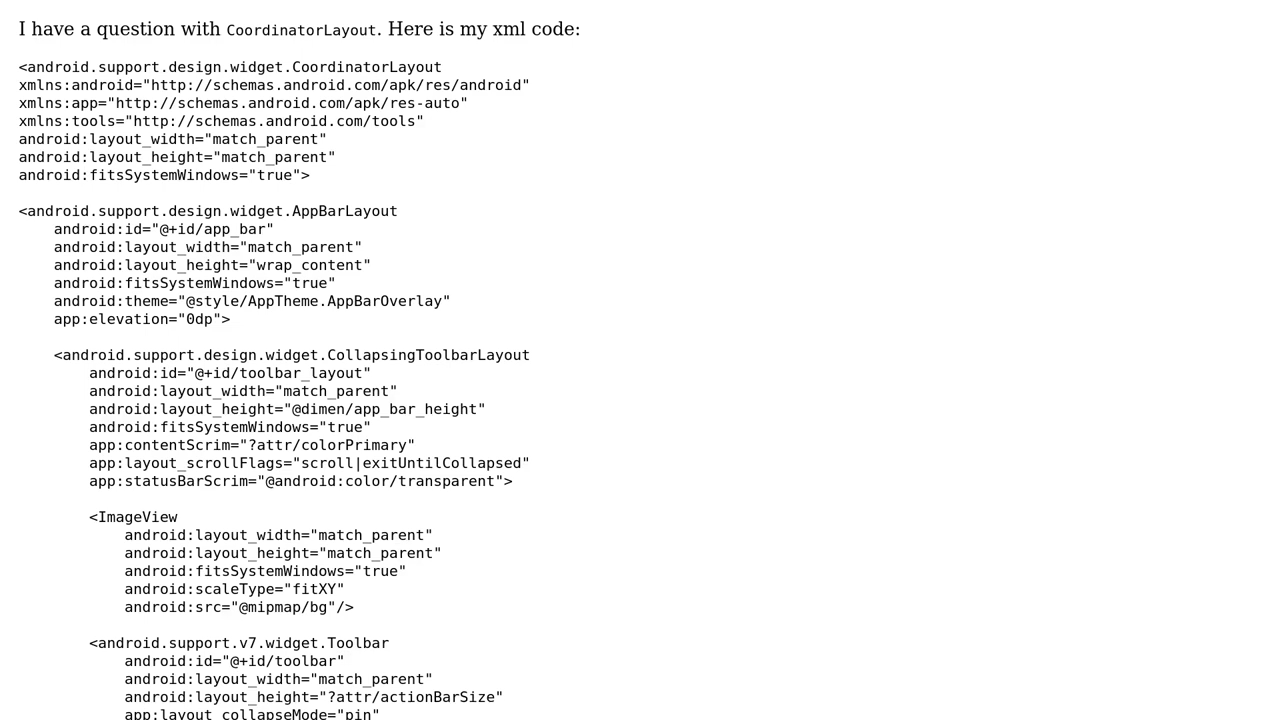 I have a question with CoordinatorLayout. Here is my xml code:
<android.support.design.widget.CoordinatorLayout
xmlns:android="http://schemas.android.com/apk/res/android"
xmlns:app="http://schemas.android.com/apk/res-auto"
xmlns:tools="http://schemas.android.com/tools"
android:layout_width="match_parent"
android:layout_height="match_parent"
android:fitsSystemWindows="true">
<android.support.design.widget.AppBarLayout
android:id="@+id/app_bar"
android:layout_width="match_parent"
android:layout_height="wrap_content"
android:fitsSystemWindows="true"
android:theme="@style/AppTheme.AppBarOverlay"
app:elevation="0dp">
<android.support.design.widget.CollapsingToolbarLayout
android:id="@+id/toolbar_layout"
android:layout_width="match_parent"
android:layout_height="@dimen/app_bar_height"
android:fitsSystemWindows="true"
app:contentScrim="?attr/colorPrimary"
app:layout_scrollFlags="scroll|exitUntilCollapsed"
app:statusBarScrim="@android:color/transparent">
<ImageView
android:layout_width="match_parent"
android:layout_height="match_parent"
android:fitsSystemWindows="true"
android:scaleType="fitXY"
android:src="@mipmap/bg"/>
<android.support.v7.widget.Toolbar
android:id="@+id/toolbar"
android:layout_width="match_parent"
android:layout_height="?attr/actionBarSize"
app:layout_collapseMode="pin"